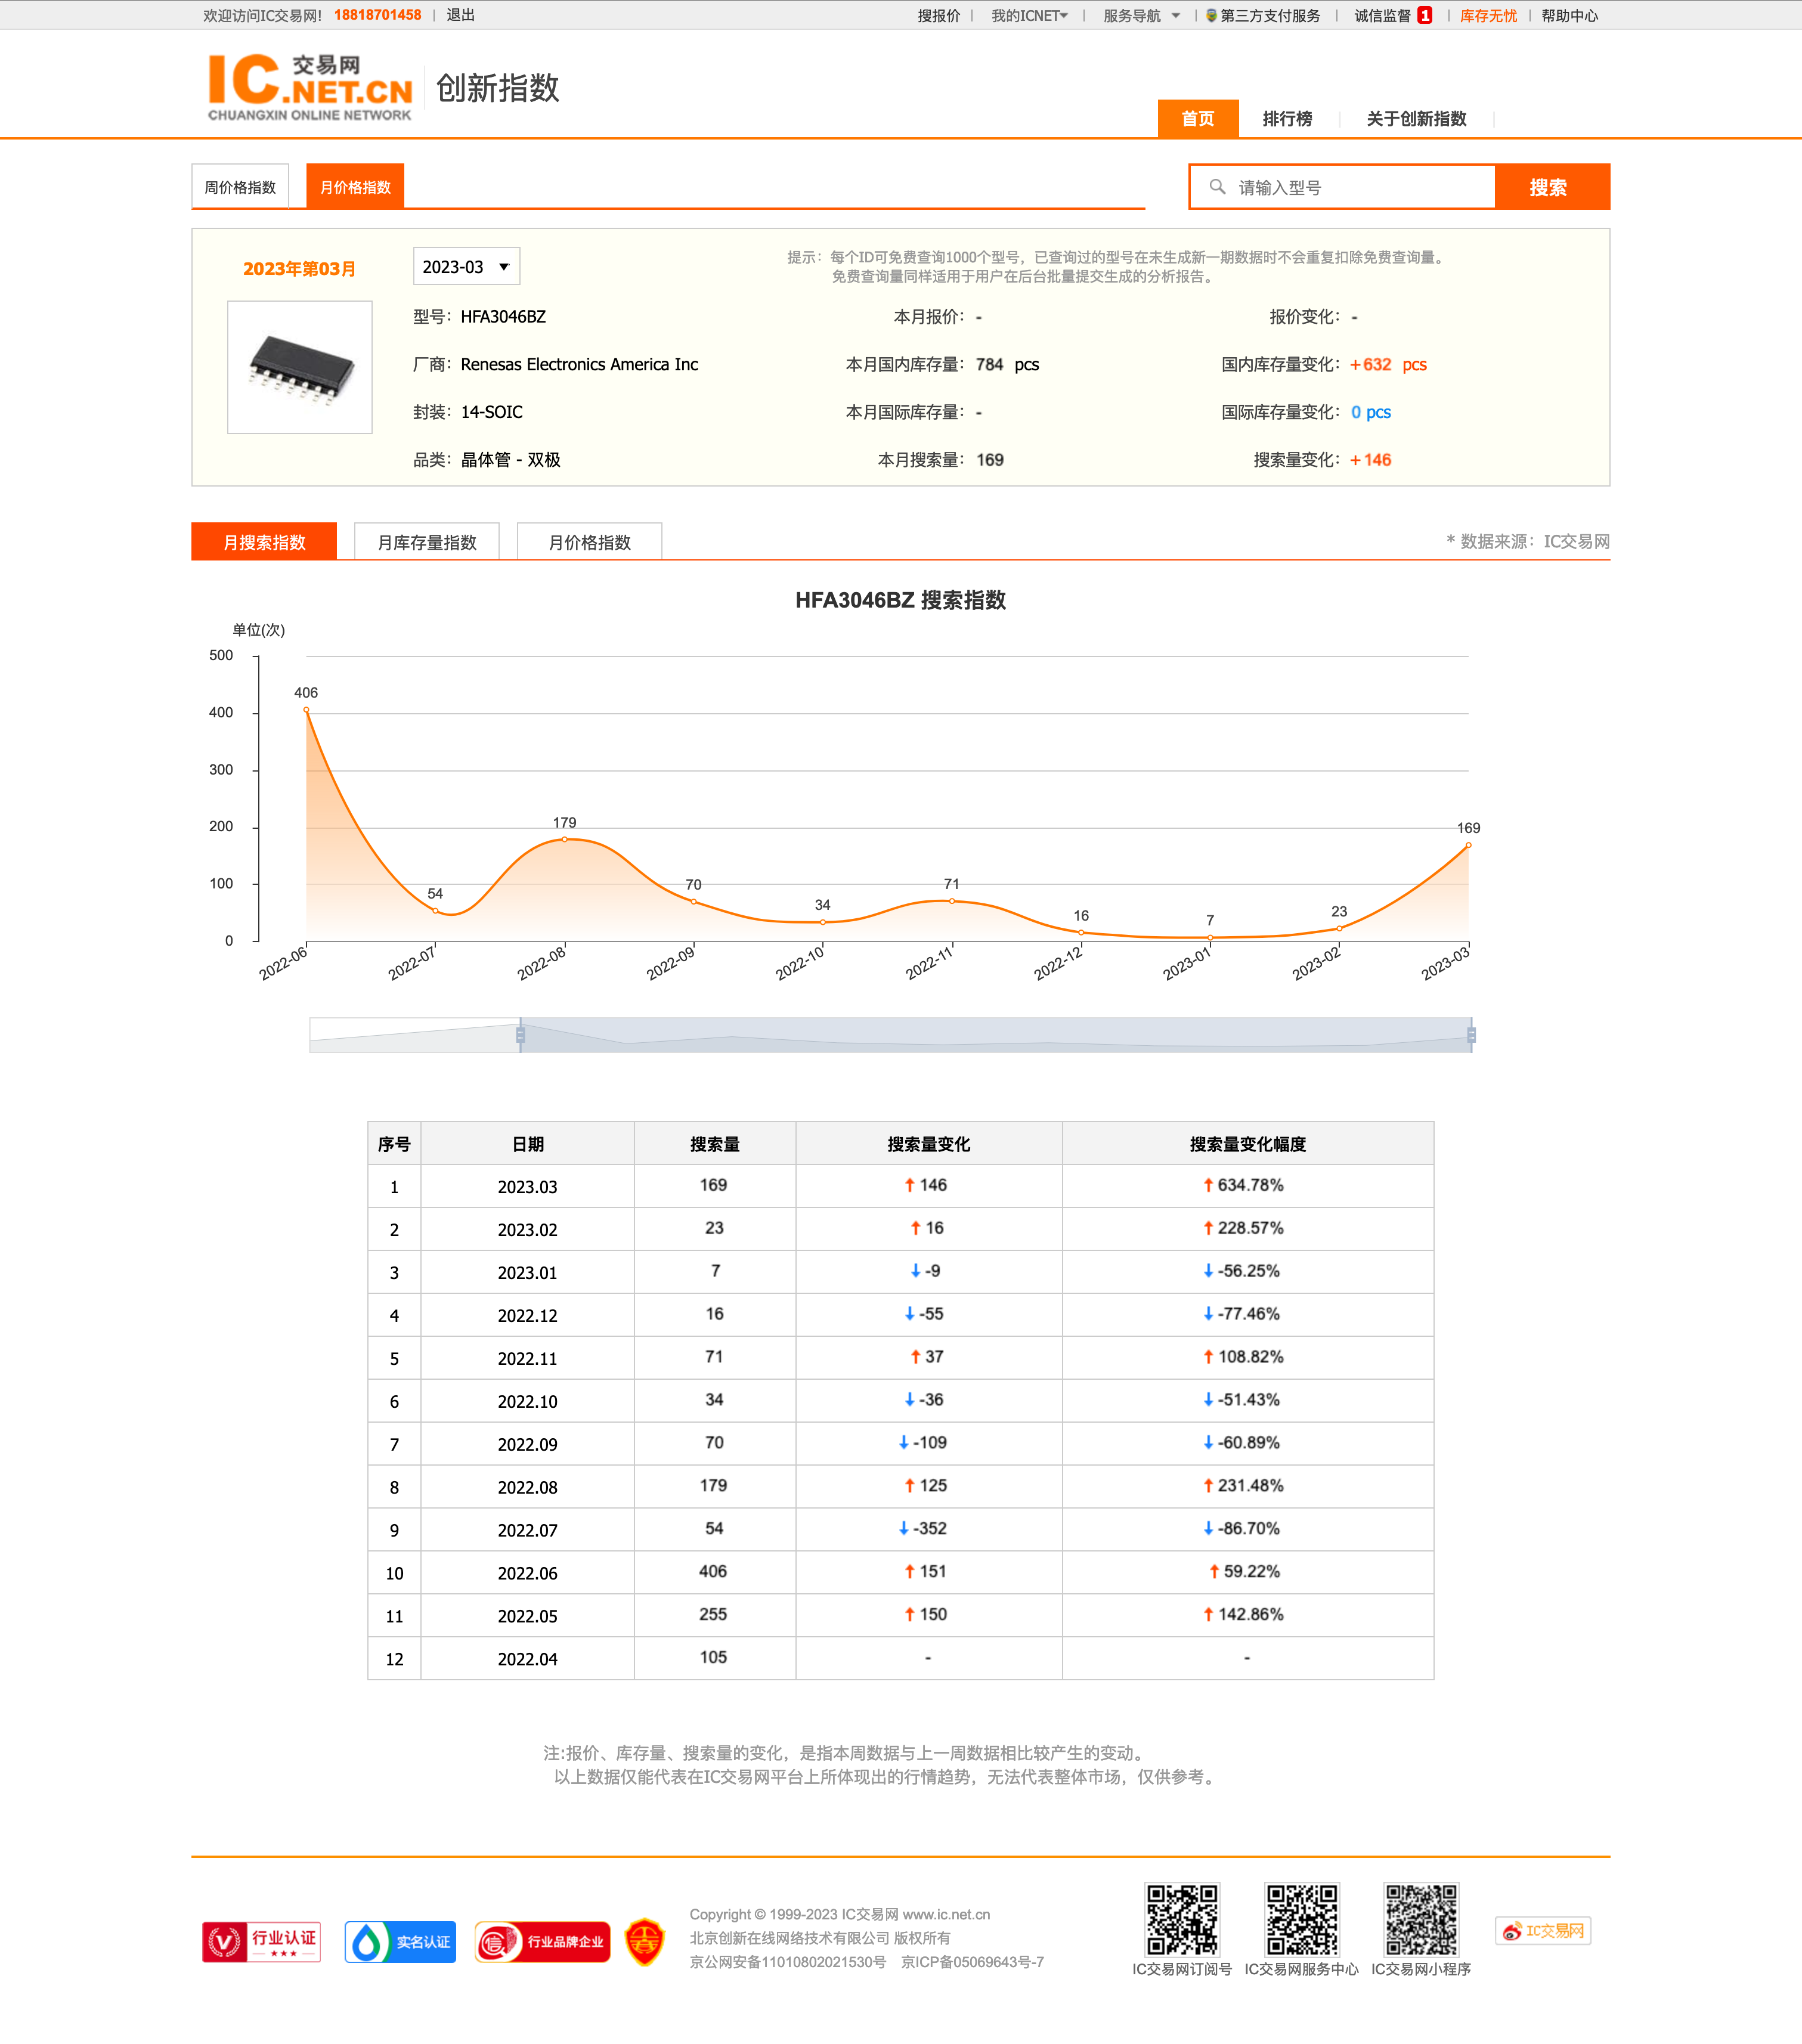 欢迎访问IC交易网! 18818701458 | 退出 搜报价 | 我的ICNET | 服务导航 | 第三方支付服务 | 诚信监督 1 | 库存无忧 | 帮助中心
IC交易网.NET.CN 创新指数
CHUANGXIN ONLINE NETWORK
首页 排行榜 关于创新指数
周价格指数 月价格指数 请输入型号 搜索
2023年第03月 2023-03 ▼ 提示：每个ID可免费查询1000个型号，已查询过的型号在未生成新一期数据时不会重复扣除免费查询量。
免费查询量同样适用于用户在后台批量提交生成的分析报告。
型号：HFA3046BZ 本月报价：- 报价变化：-
厂商：Renesas Electronics America Inc 本月国内库存量：784 pcs 国内库存量变化：+632 pcs
封装：14-SOIC 本月国际库存量：- 国际库存量变化：0 pcs
品类：晶体管 - 双极 本月搜索量：169 搜索量变化：+146
月搜索指数 月库存量指数 月价格指数 * 数据来源：IC交易网
HFA3046BZ 搜索指数
单位(次)
500
406
400
300
200
179
169
100
54
70
34
71
16
7
23
0
2022-06 2022-07 2022-08 2022-09 2022-10 2022-11 2022-12 2023-01 2023-02 2023-03
序号 日期 搜索量 搜索量变化 搜索量变化幅度
1 2023.03 169 ↑ 146 ↑ 634.78%
2 2023.02 23 ↑ 16 ↑ 228.57%
3 2023.01 7 ↓ -9 ↓ -56.25%
4 2022.12 16 ↓ -55 ↓ -77.46%
5 2022.11 71 ↑ 37 ↑ 108.82%
6 2022.10 34 ↓ -36 ↓ -51.43%
7 2022.09 70 ↓ -109 ↓ -60.89%
8 2022.08 179 ↑ 125 ↑ 231.48%
9 2022.07 54 ↓ -352 ↓ -86.70%
10 2022.06 406 ↑ 151 ↑ 59.22%
11 2022.05 255 ↑ 150 ↑ 142.86%
12 2022.04 105 - -
注:报价、库存量、搜索量的变化，是指本周数据与上一周数据相比较产生的变动。
以上数据仅能代表在IC交易网平台上所体现出的行情趋势，无法代表整体市场，仅供参考。
行业认证 实名认证 行业品牌企业
Copyright © 1999-2023 IC交易网 www.ic.net.cn
北京创新在线网络技术有限公司 版权所有
京公网安备11010802021530号 京ICP备05069643号-7
IC交易网订阅号 IC交易网服务中心 IC交易网小程序
IC交易网